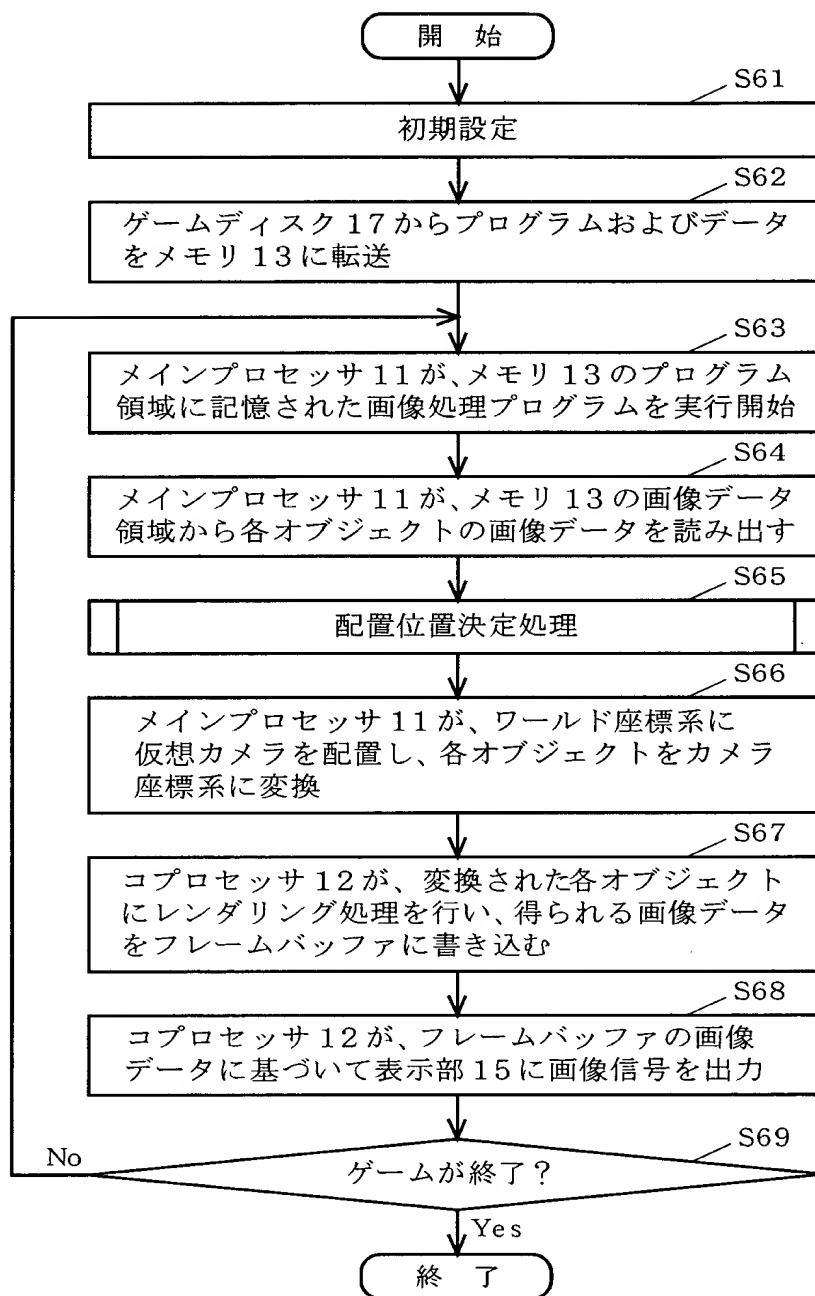 開 始
S61
初期設定
S62
ゲームディスク17からプログラムおよびデータ
をメモリ13に転送
S63
メインプロセッサ11が、メモリ13のプログラム
領域に記憶された画像処理プログラムを実行開始
S64
メインプロセッサ11が、メモリ13の画像データ
領域から各オブジェクトの画像データを読み出す
S65
配置位置決定処理
S66
メインプロセッサ11が、ワールド座標系に
仮想カメラを配置し、各オブジェクトをカメラ
座標系に変換
S67
コプロセッサ12が、変換された各オブジェクト
にレンダリング処理を行い、得られる画像データ
をフレームバッファに書き込む
S68
コプロセッサ12が、フレームバッファの画像
データに基づいて表示部15に画像信号を出力
S69
No
ゲームが終了?
Yes
終 了